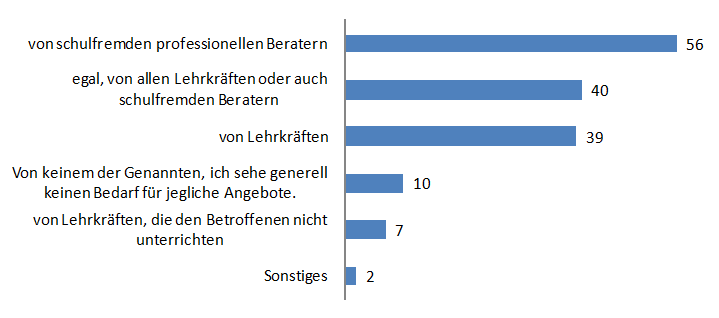 von schulfremden professionellen Beratern
56
egal, von allen Lehrkräften oder auch
schulfremden Beratern
40
von Lehrkräften
39
Von keinem der Genannten, ich sehe generell
keinen Bedarf für jegliche Angebote.
10
von Lehrkräften, die den Betroffenen nicht
unterrichten
7
Sonstiges
2